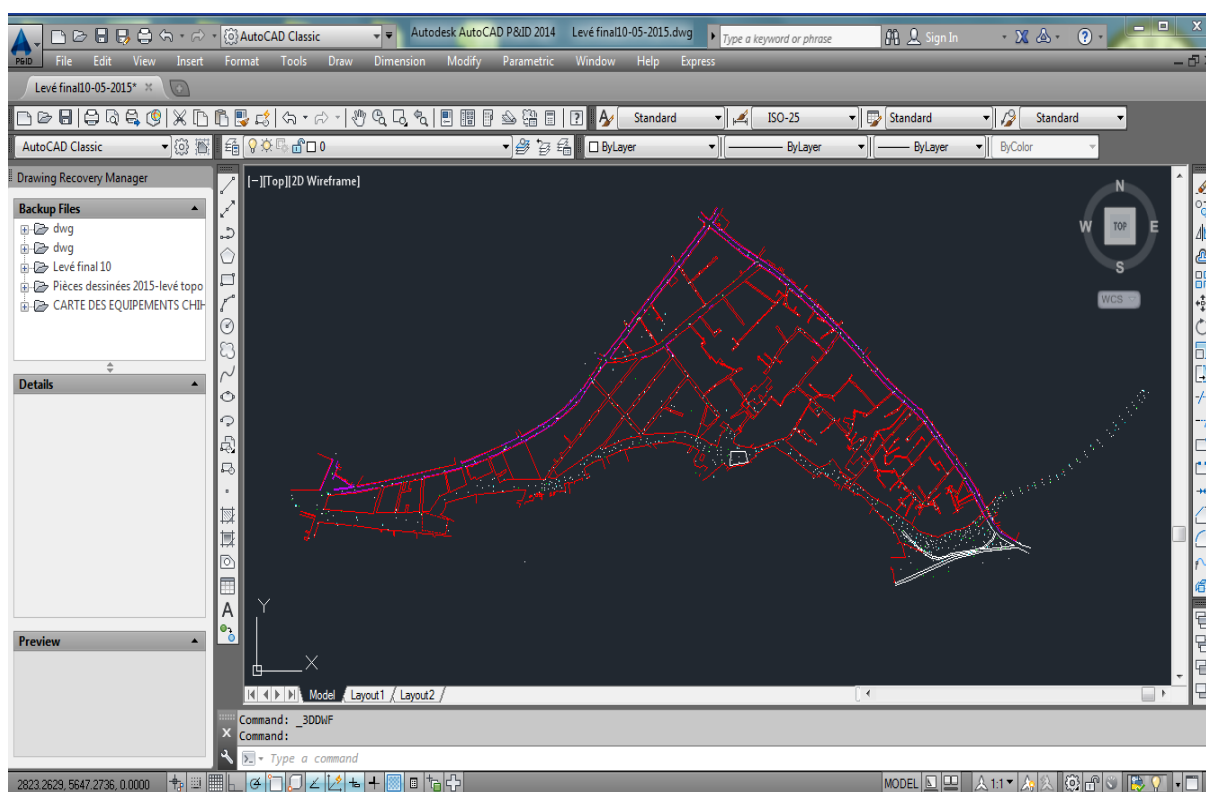 Autodesk AutoCAD P&ID 2014 Levé final10-05-2015.dwg
AutoCAD Classic
Type a keyword or phrase
Sign In
P&ID
File Edit View Insert Format Tools Draw Dimension Modify Parametric Window Help Express
Levé final10-05-2015*
Standard ISO-25 Standard Standard
AutoCAD Classic 0 ByLayer ByLayer ByLayer ByColor
Drawing Recovery Manager
Backup Files
dwg
dwg
Levé final 10
Pièces dessinées 2015-levé topo
CARTE DES EQUIPEMENTS CHIH
Details
Preview
[−][Top][2D Wireframe]
N
W TOP E
S
WCS
Y
X
Model Layout1 Layout2
Command: _3DDWF
Command:
Type a command
2823.2629, 5647.2736, 0.0000
MODEL 1:1